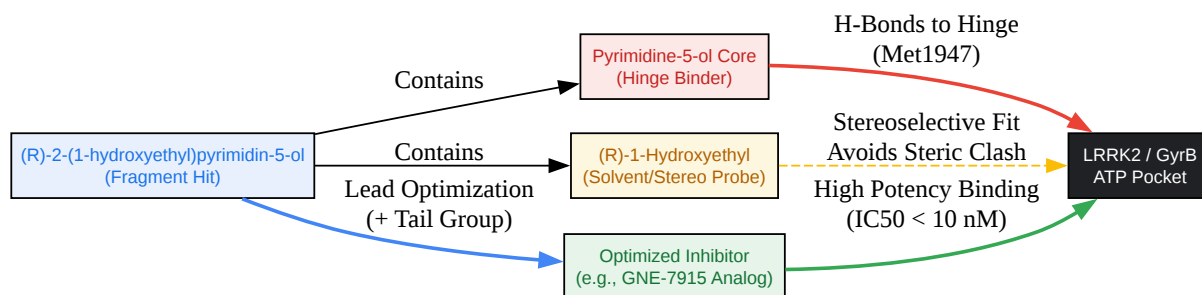 H-Bonds to Hinge
(Met1947)
Pyrimidine-5-ol Core
(Hinge Binder)
Contains
(R)-2-(1-hydroxyethyl)pyrimidin-5-ol
(Fragment Hit)
Contains
(R)-1-Hydroxyethyl
(Solvent/Stereo Probe)
Stereoselective Fit
Avoids Steric Clash
LRRK2 / GyrB
ATP Pocket
Lead Optimization
(+ Tail Group)
High Potency Binding
(IC50 < 10 nM)
Optimized Inhibitor
(e.g., GNE-7915 Analog)